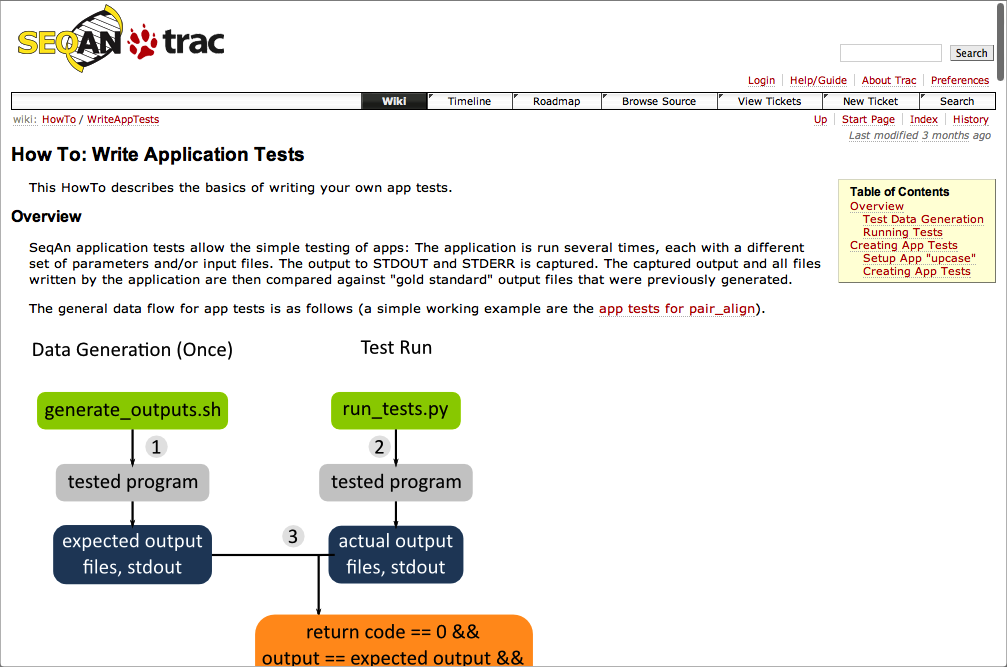 SEQAN trac
Search
Login Help/Guide About Trac Preferences
Wiki Timeline Roadmap Browse Source View Tickets New Ticket Search
wiki: HowTo / WriteAppTests
Up Start Page Index History
Last modified 3 months ago
How To: Write Application Tests
This HowTo describes the basics of writing your own app tests.
Table of Contents
Overview
Test Data Generation
Running Tests
Creating App Tests
Setup App "upcase"
Creating App Tests
Overview
SeqAn application tests allow the simple testing of apps: The application is run several times, each with a different
set of parameters and/or input files. The output to STDOUT and STDERR is captured. The captured output and all files
written by the application are then compared against "gold standard" output files that were previously generated.
The general data flow for app tests is as follows (a simple working example are the app tests for pair_align).
Data Generation (Once)
Test Run
generate_outputs.sh
run_tests.py
1
2
tested program
tested program
3
expected output
files, stdout
actual output
files, stdout
return code == 0 &&
output == expected output &&